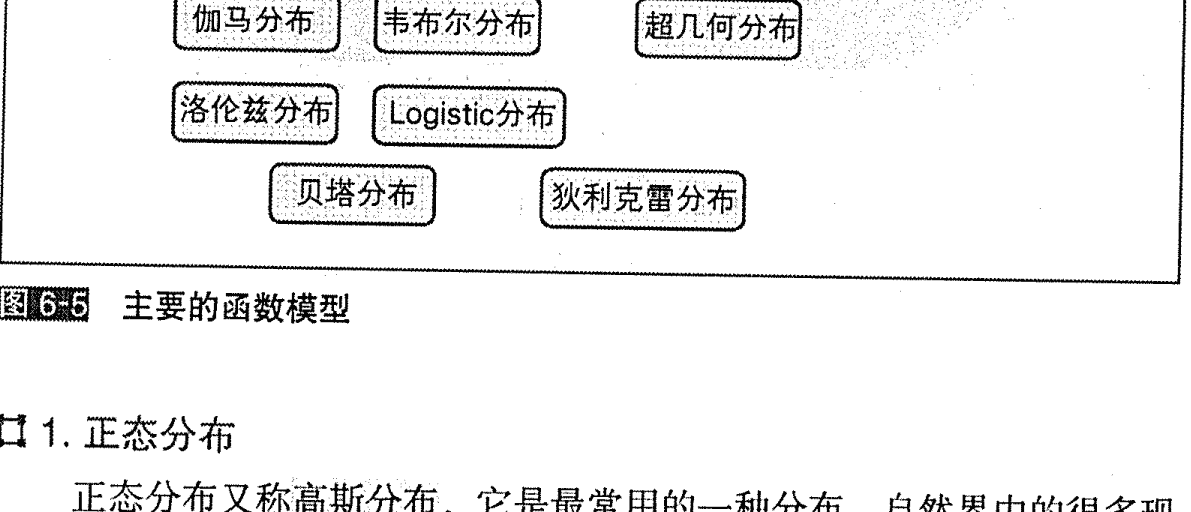 伽马分布 韦布尔分布 超几何分布
洛伦兹分布 Logistic分布
贝塔分布 狄利克雷分布
图 6-5 主要的函数模型
1. 正态分布
正态分布又称高斯分布，它是最常用的一种分布，自然界中的很多现